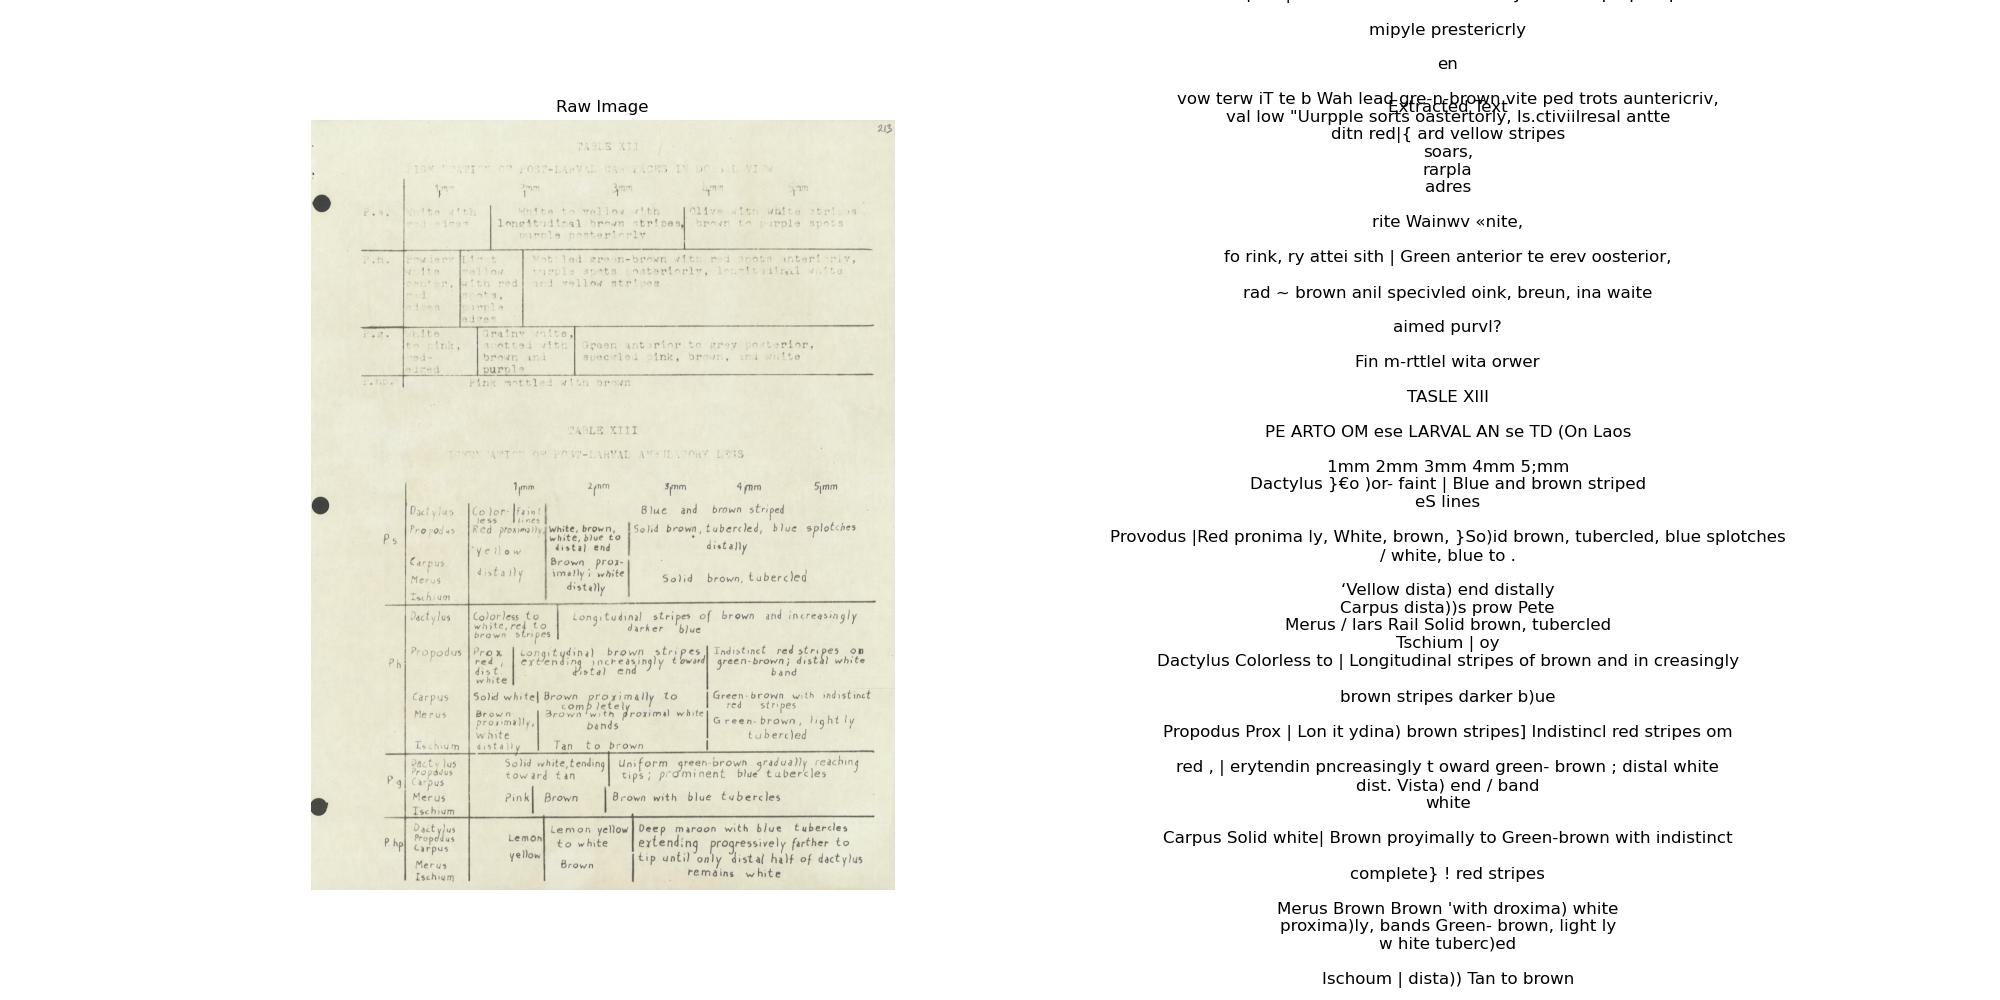 Raw Image
213
TABLE XII
PIGMENTATION OF POST-LARVAL CARAPACES IN DORSAL VIEW
1mm 2mm 3mm 4mm 5mm
P.s. White with White to yellow with Olive with white stripes
red edges longitudinal brown stripes, brown to purple spots
purple posteriorly
P.h. Powdery Light Mottled green-brown with red spots anteriorly,
white yellow purple spots posteriorly, longitudinal white
center, with red and yellow stripes
red spots,
edges purple
edges
P.g. White Grainy white,
to pink, spotted with Green anterior to grey posterior,
red- brown and speckled pink, brown, and white
edged purple
Pink mottled with brown
TABLE XIII
PIGMENTATION OF POST-LARVAL AMBULATORY LEGS
1mm 2mm 3mm 4mm 5mm
Dactylus Color- faint Blue and brown striped
less lines
Propodus Red proximally, White, brown, Solid brown, tubercled, blue splotches
Ps white, blue to
yellow distal end distally
Carpus Brown prox-
distally imally; white
Merus distally Solid brown, tubercled
Ischium
Dactylus Colorless to Longitudinal stripes of brown and increasingly
white, red to darker blue
brown stripes
Propodus Prox Longitudinal brown stripes Indistinct red stripes on
Ph red, extending increasingly toward green-brown; distal white
dist. distal end band
white
Carpus Solid white Brown proximally to Green-brown with indistinct
completely red stripes
Merus Brown Brown with proximal white Green-brown, lightly
proximally, bands tubercled
white
Ischium distally Tan to brown
Dactylus Solid white, tending Uniform green-brown gradually reaching
Propodus toward tan tips; prominent blue tubercles
Pg Carpus
Merus Pink Brown Brown with blue tubercles
Ischium
Dactylus Lemon yellow Deep maroon with blue tubercles
Propodus Lemon to white extending progressively farther to
Php Carpus yellow tip until only distal half of dactylus
Merus Brown remains white
Ischium
mipyle prestericrly
en
vow terw iT te b Wah lead gre-n-brown vite ped trots auntericriv,
Extracted Text
val low "Uurpple sorts oastertorly, Is.ctiviilresal antte
ditn red|{ ard vellow stripes
soars,
rarpla
adres
rite Wainwv «nite,
fo rink, ry attei sith | Green anterior te erev oosterior,
rad ~ brown anil specivled oink, breun, ina waite
aimed purvl?
Fin m-rttlel wita orwer
TASLE XIII
PE ARTO OM ese LARVAL AN se TD (On Laos
1mm 2mm 3mm 4mm 5;mm
Dactylus }€o )or- faint | Blue and brown striped
eS lines
Provodus |Red pronima ly, White, brown, }So)id brown, tubercled, blue splotches
/ white, blue to .
‘Vellow dista) end distally
Carpus dista))s prow Pete
Merus / lars Rail Solid brown, tubercled
Tschium | oy
Dactylus Colorless to | Longitudinal stripes of brown and in creasingly
brown stripes darker b)ue
Propodus Prox | Lon it ydina) brown stripes] Indistincl red stripes om
red , | erytendin pncreasingly t oward green- brown ; distal white
dist. Vista) end / band
white
Carpus Solid white| Brown proyimally to Green-brown with indistinct
complete} ! red stripes
Merus Brown Brown 'with droxima) white
proxima)ly, bands Green- brown, light ly
w hite tuberc)ed
Ischoum | dista)) Tan to brown